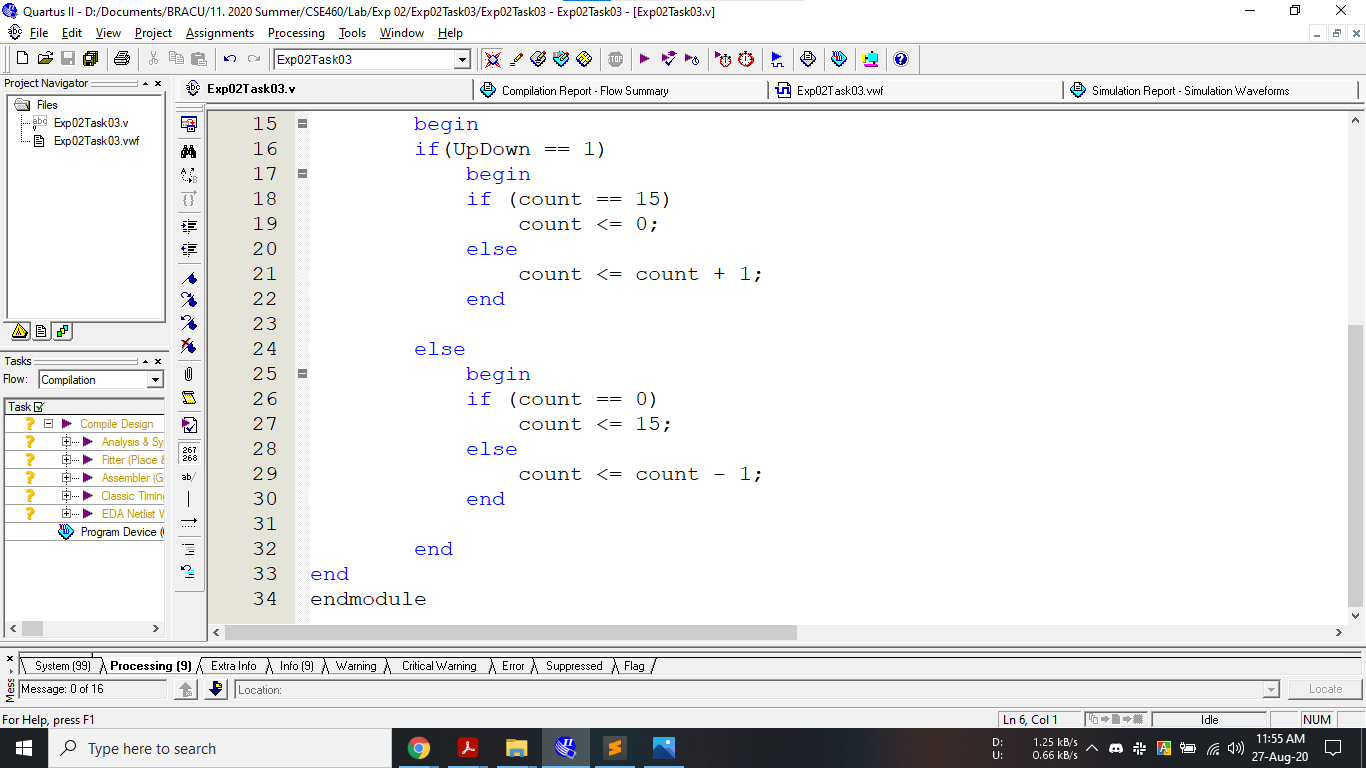 Quartus II - D:/Documents/BRACU/11. 2020 Summer/CSE460/Lab/Exp 02/Exp02Task03/Exp02Task03 - Exp02Task03 - [Exp02Task03.v]
File Edit View Project Assignments Processing Tools Window Help
Exp02Task03
Project Navigator
Files
Exp02Task03.v
Exp02Task03.vwf
Tasks
Flow: Compilation
Task
Compile Design
Analysis & Sy
Fitter (Place &
Assembler (G
Classic Timing
EDA Netlist W
Program Device (
Exp02Task03.v Compilation Report - Flow Summary Exp02Task03.vwf Simulation Report - Simulation Waveforms
267
268
ab/
15 begin
16 if(UpDown == 1)
17 begin
18 if (count == 15)
19 count <= 0;
20 else
21 count <= count + 1;
22 end
23
24 else
25 begin
26 if (count == 0)
27 count <= 15;
28 else
29 count <= count - 1;
30 end
31
32 end
33 end
34 endmodule
System (99) Processing (9) Extra Info Info (9) Warning Critical Warning Error Suppressed Flag
Mess
Message: 0 of 16 Location: Locate
For Help, press F1 Ln 6, Col 1 Idle NUM
Type here to search
D: 1.25 kB/s
U: 0.66 kB/s
11:55 AM
27-Aug-20